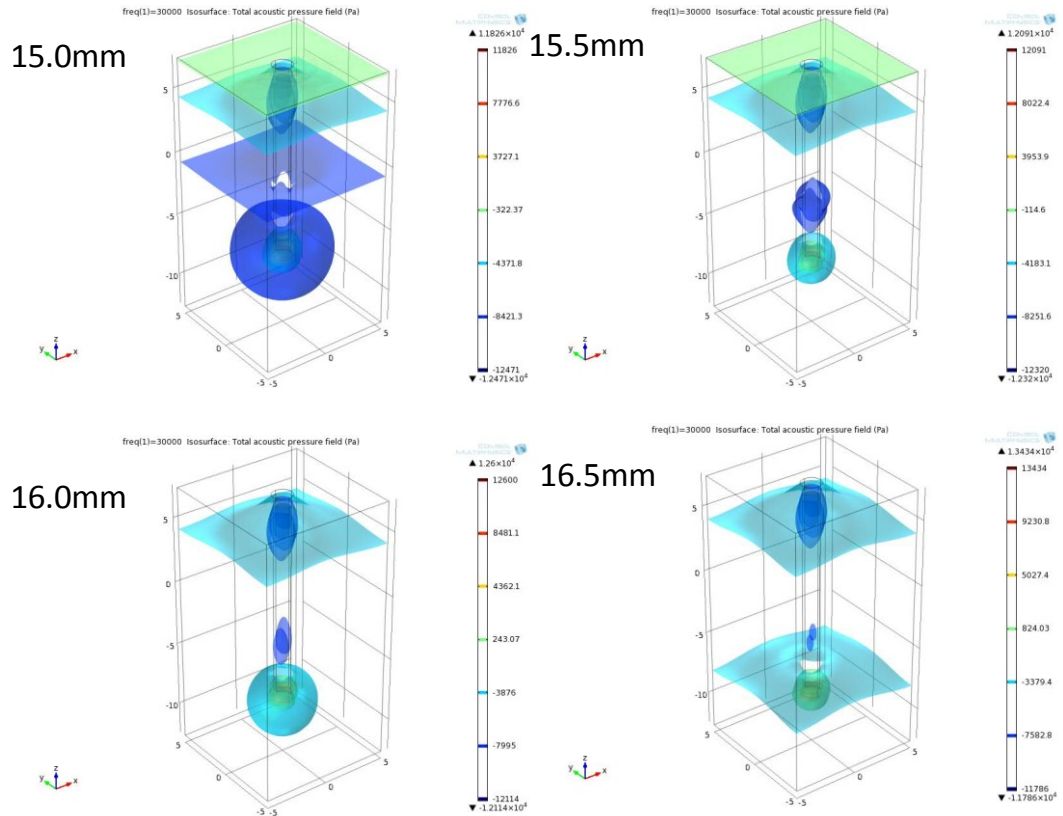 freq(1)=30000 Isosurface: Total acoustic pressure field (Pa)
COMSOL
MULTIPHYSICS
15.0mm
▲ 1.1826×10⁴
11826
7776.6
3727.1
-322.37
-4371.8
-8421.3
-12471
▼ -1.2471×10⁴
5
0
-5
-10
5
0
-5
-5
0
5
z
y
x
freq(1)=30000 Isosurface: Total acoustic pressure field (Pa)
COMSOL
MULTIPHYSICS
15.5mm
▲ 1.2091×10⁴
12091
8022.4
3953.9
-114.6
-4183.1
-8251.6
-12320
▼ -1.232×10⁴
5
0
-5
-10
5
0
-5
-5
0
5
z
y
x
freq(1)=30000 Isosurface: Total acoustic pressure field (Pa)
COMSOL
MULTIPHYSICS
16.0mm
▲ 1.26×10⁴
12600
8481.1
4362.1
243.07
-3876
-7995
-12114
▼ -1.2114×10⁴
5
0
-5
-10
5
0
-5
-5
0
5
z
y
x
freq(1)=30000 Isosurface: Total acoustic pressure field (Pa)
COMSOL
MULTIPHYSICS
16.5mm
▲ 1.3434×10⁴
13434
9230.8
5027.4
824.03
-3379.4
-7582.8
-11786
▼ -1.1786×10⁴
5
0
-5
-10
5
0
-5
-5
0
5
z
y
x